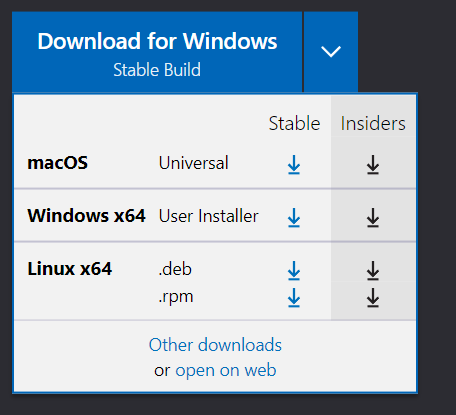 Download for Windows
Stable Build
Stable Insiders
macOS Universal
Windows x64 User Installer
Linux x64 .deb
.rpm
Other downloads
or open on web